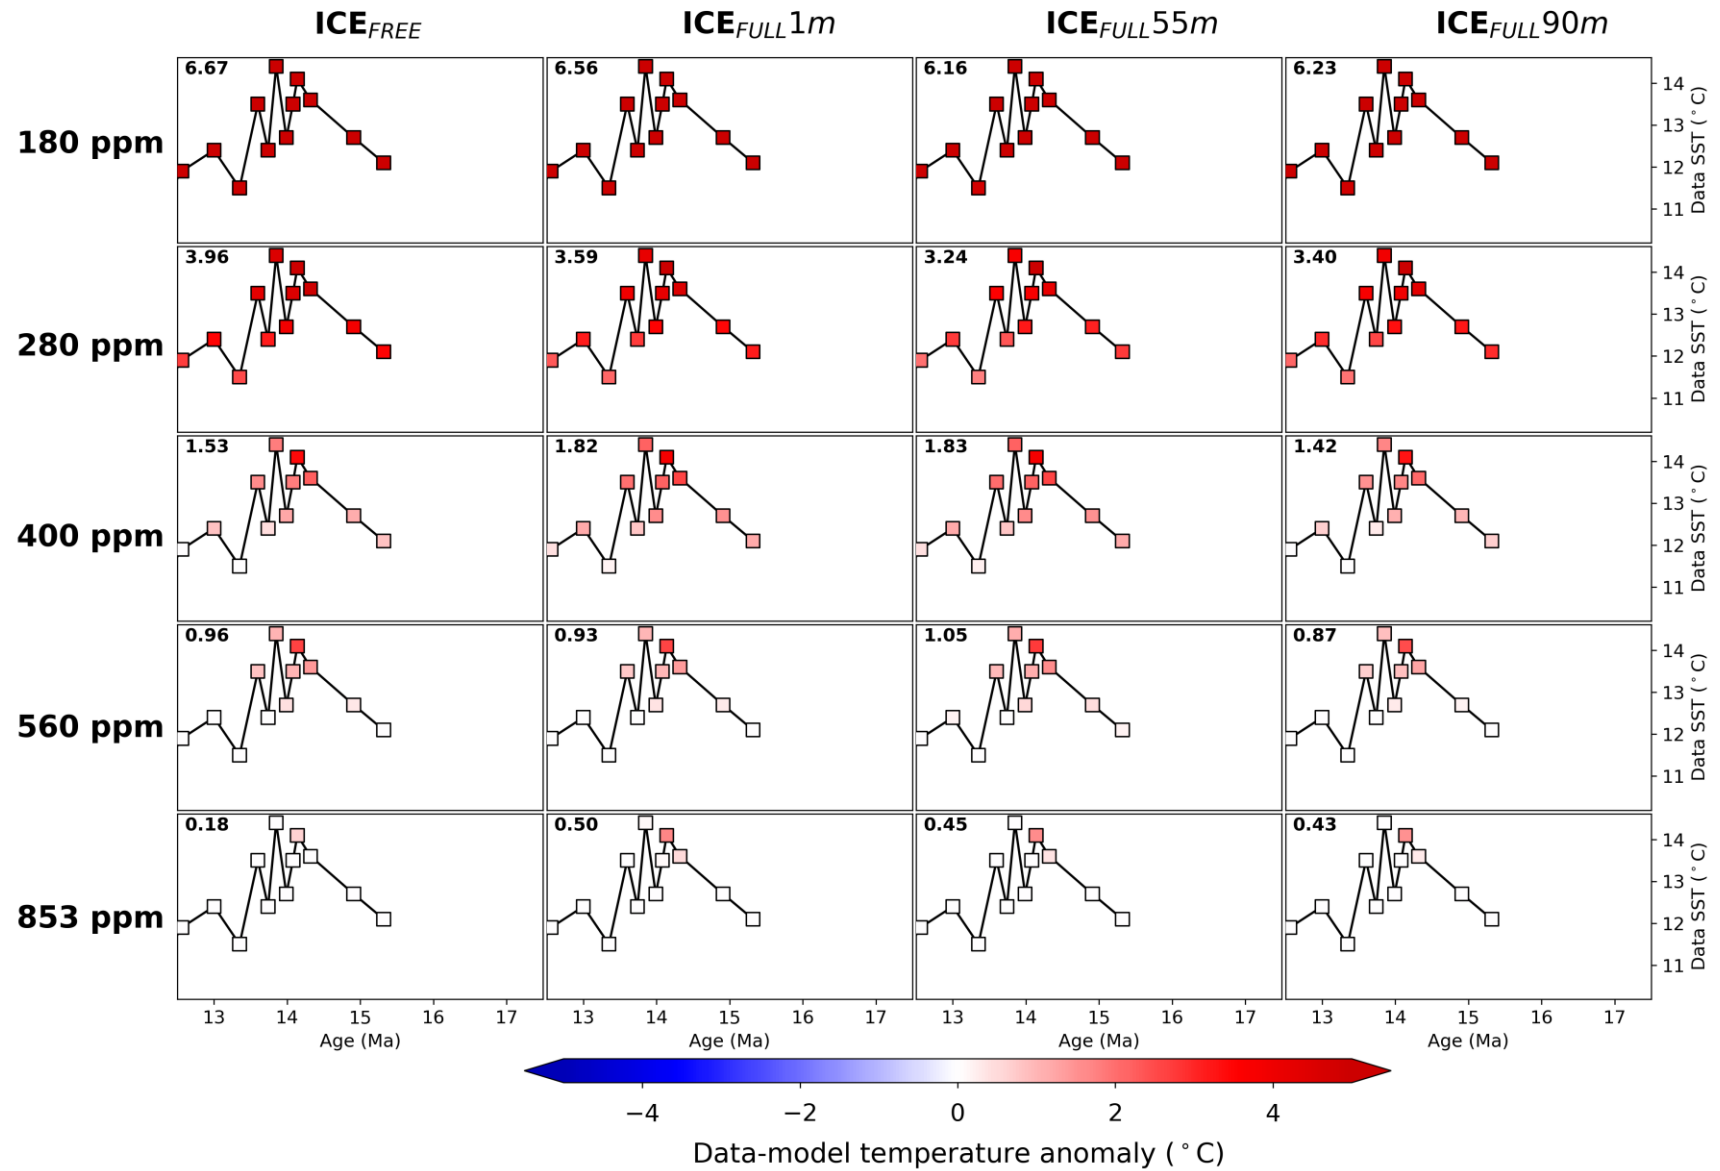 ICE_FREE ICE_FULL1m ICE_FULL55m ICE_FULL90m
180 ppm
6.67 6.56 6.16 6.23
14
13
12
11
Data SST (°C)
280 ppm
3.96 3.59 3.24 3.40
14
13
12
11
Data SST (°C)
400 ppm
1.53 1.82 1.83 1.42
14
13
12
11
Data SST (°C)
560 ppm
0.96 0.93 1.05 0.87
14
13
12
11
Data SST (°C)
853 ppm
0.18 0.50 0.45 0.43
14
13
12
11
Data SST (°C)
13 14 15 16 17 13 14 15 16 17 13 14 15 16 17 13 14 15 16 17
Age (Ma) Age (Ma) Age (Ma) Age (Ma)
−4 −2 0 2 4
Data-model temperature anomaly (°C)